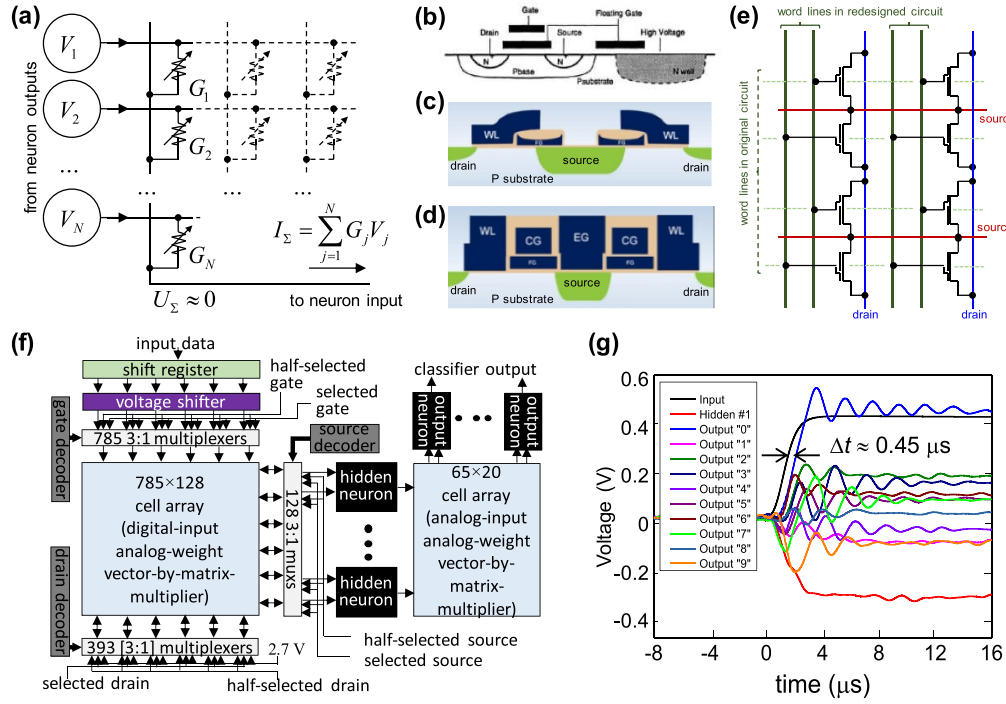 (a)
from neuron outputs
V1
V2
...
VN
G1
G2
...
...
...
GN
IΣ = ∑ j=1 N Gj Vj
UΣ ≈ 0
to neuron input
(b)
Gate
Floating Gate
Drain
Source
High Voltage
N
N
Pbase
Psubstrate
N well
(c)
WL
FG
FG
WL
drain
source
drain
P substrate
(d)
WL
CG
EG
CG
WL
FG
FG
drain
source
drain
P substrate
(e)
word lines in redesigned circuit
word lines in original circuit
source
source
drain
drain
(f)
input data
shift register
voltage shifter
half-selected gate
selected gate
gate decoder
785 3:1 multiplexers
source decoder
785×128
cell array
(digital-input
analog-weight
vector-by-matrix-
multiplier)
128 3:1 muxs
hidden
neuron
hidden
neuron
classifier output
output neuron
output neuron
65×20
cell array
(analog-input
analog-weight
vector-by-
matrix-
multiplier)
drain decoder
393 [3:1] multiplexers
2.7 V
half-selected source
selected source
selected drain
half-selected drain
(g)
Voltage (V)
0.6
0.4
0.2
0
-0.2
-0.4
Input
Hidden #1
Output "0"
Output "1"
Output "2"
Output "3"
Output "4"
Output "5"
Output "6"
Output "7"
Output "8"
Output "9"
Δt ≈ 0.45 μs
-8
-4
0
4
8
12
16
time (μs)